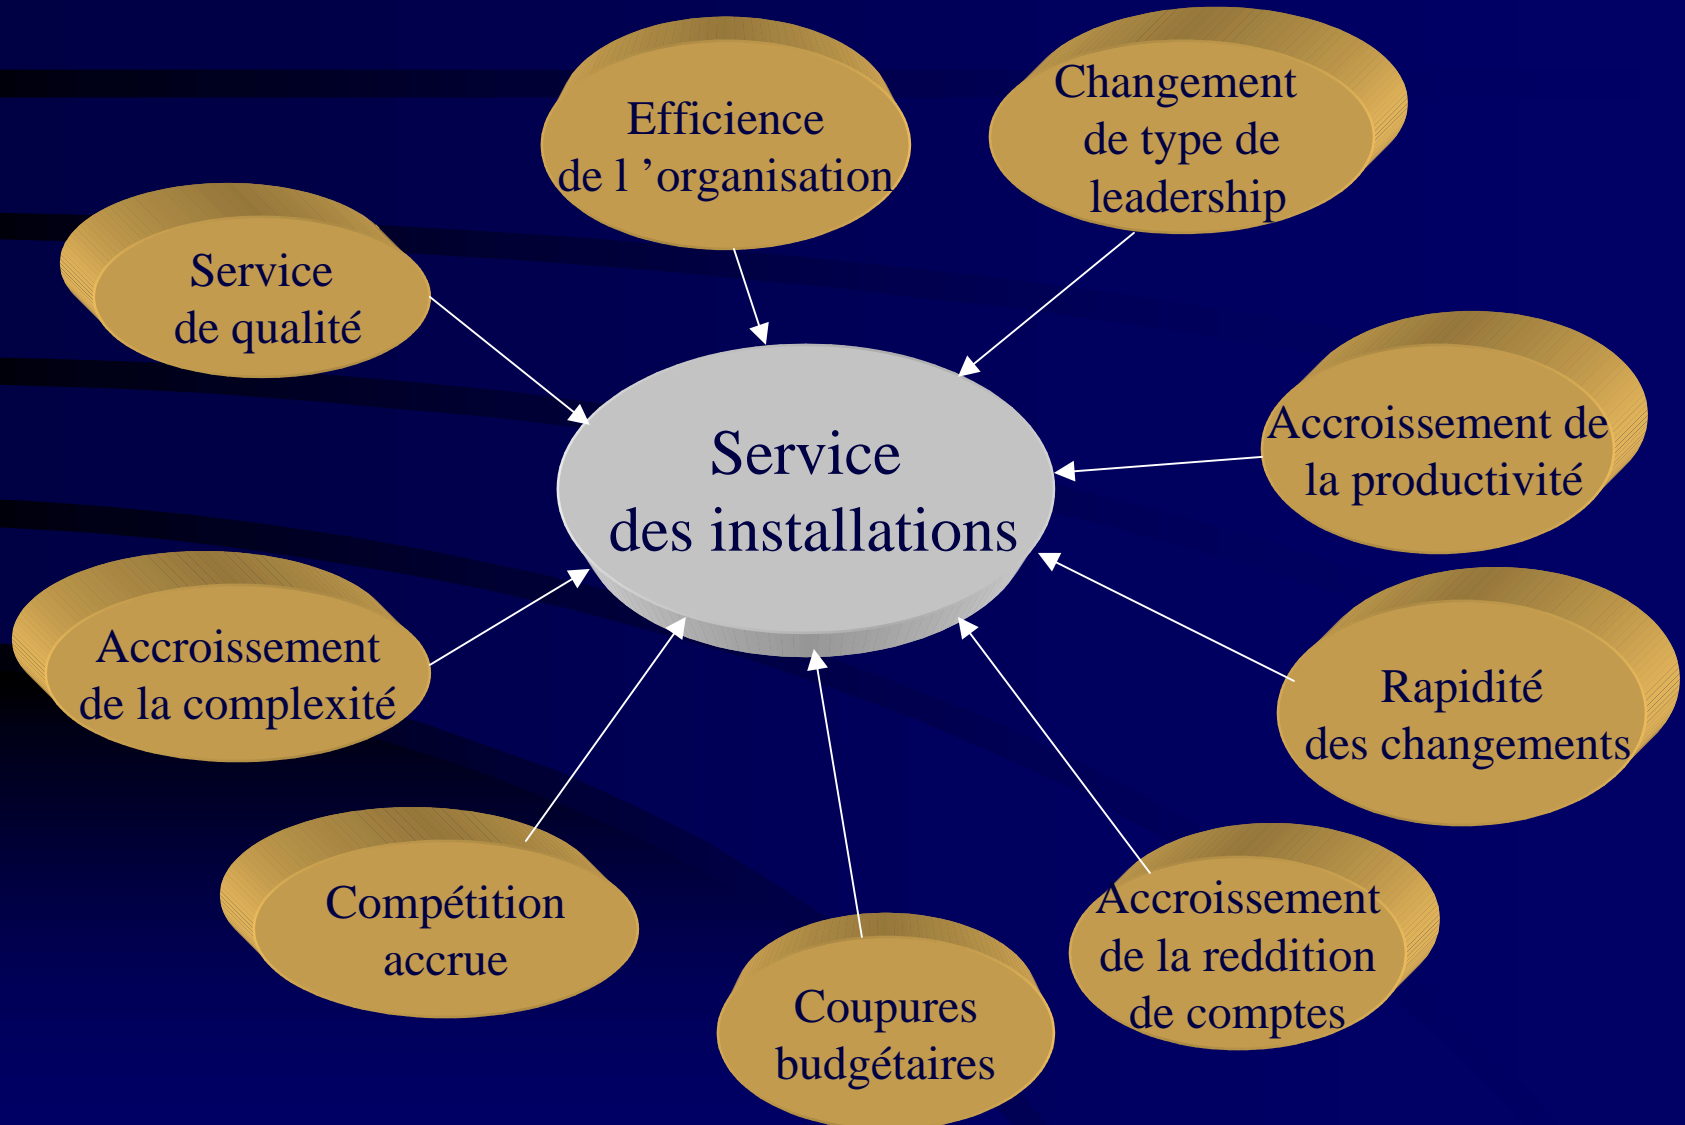 Efficience
de l ’organisation
Changement
de type de
leadership
Service
de qualité
Accroissement de
la productivité
Service
des installations
Accroissement
de la complexité
Rapidité
des changements
Compétition
accrue
Accroissement
de la reddition
de comptes
Coupures
budgétaires